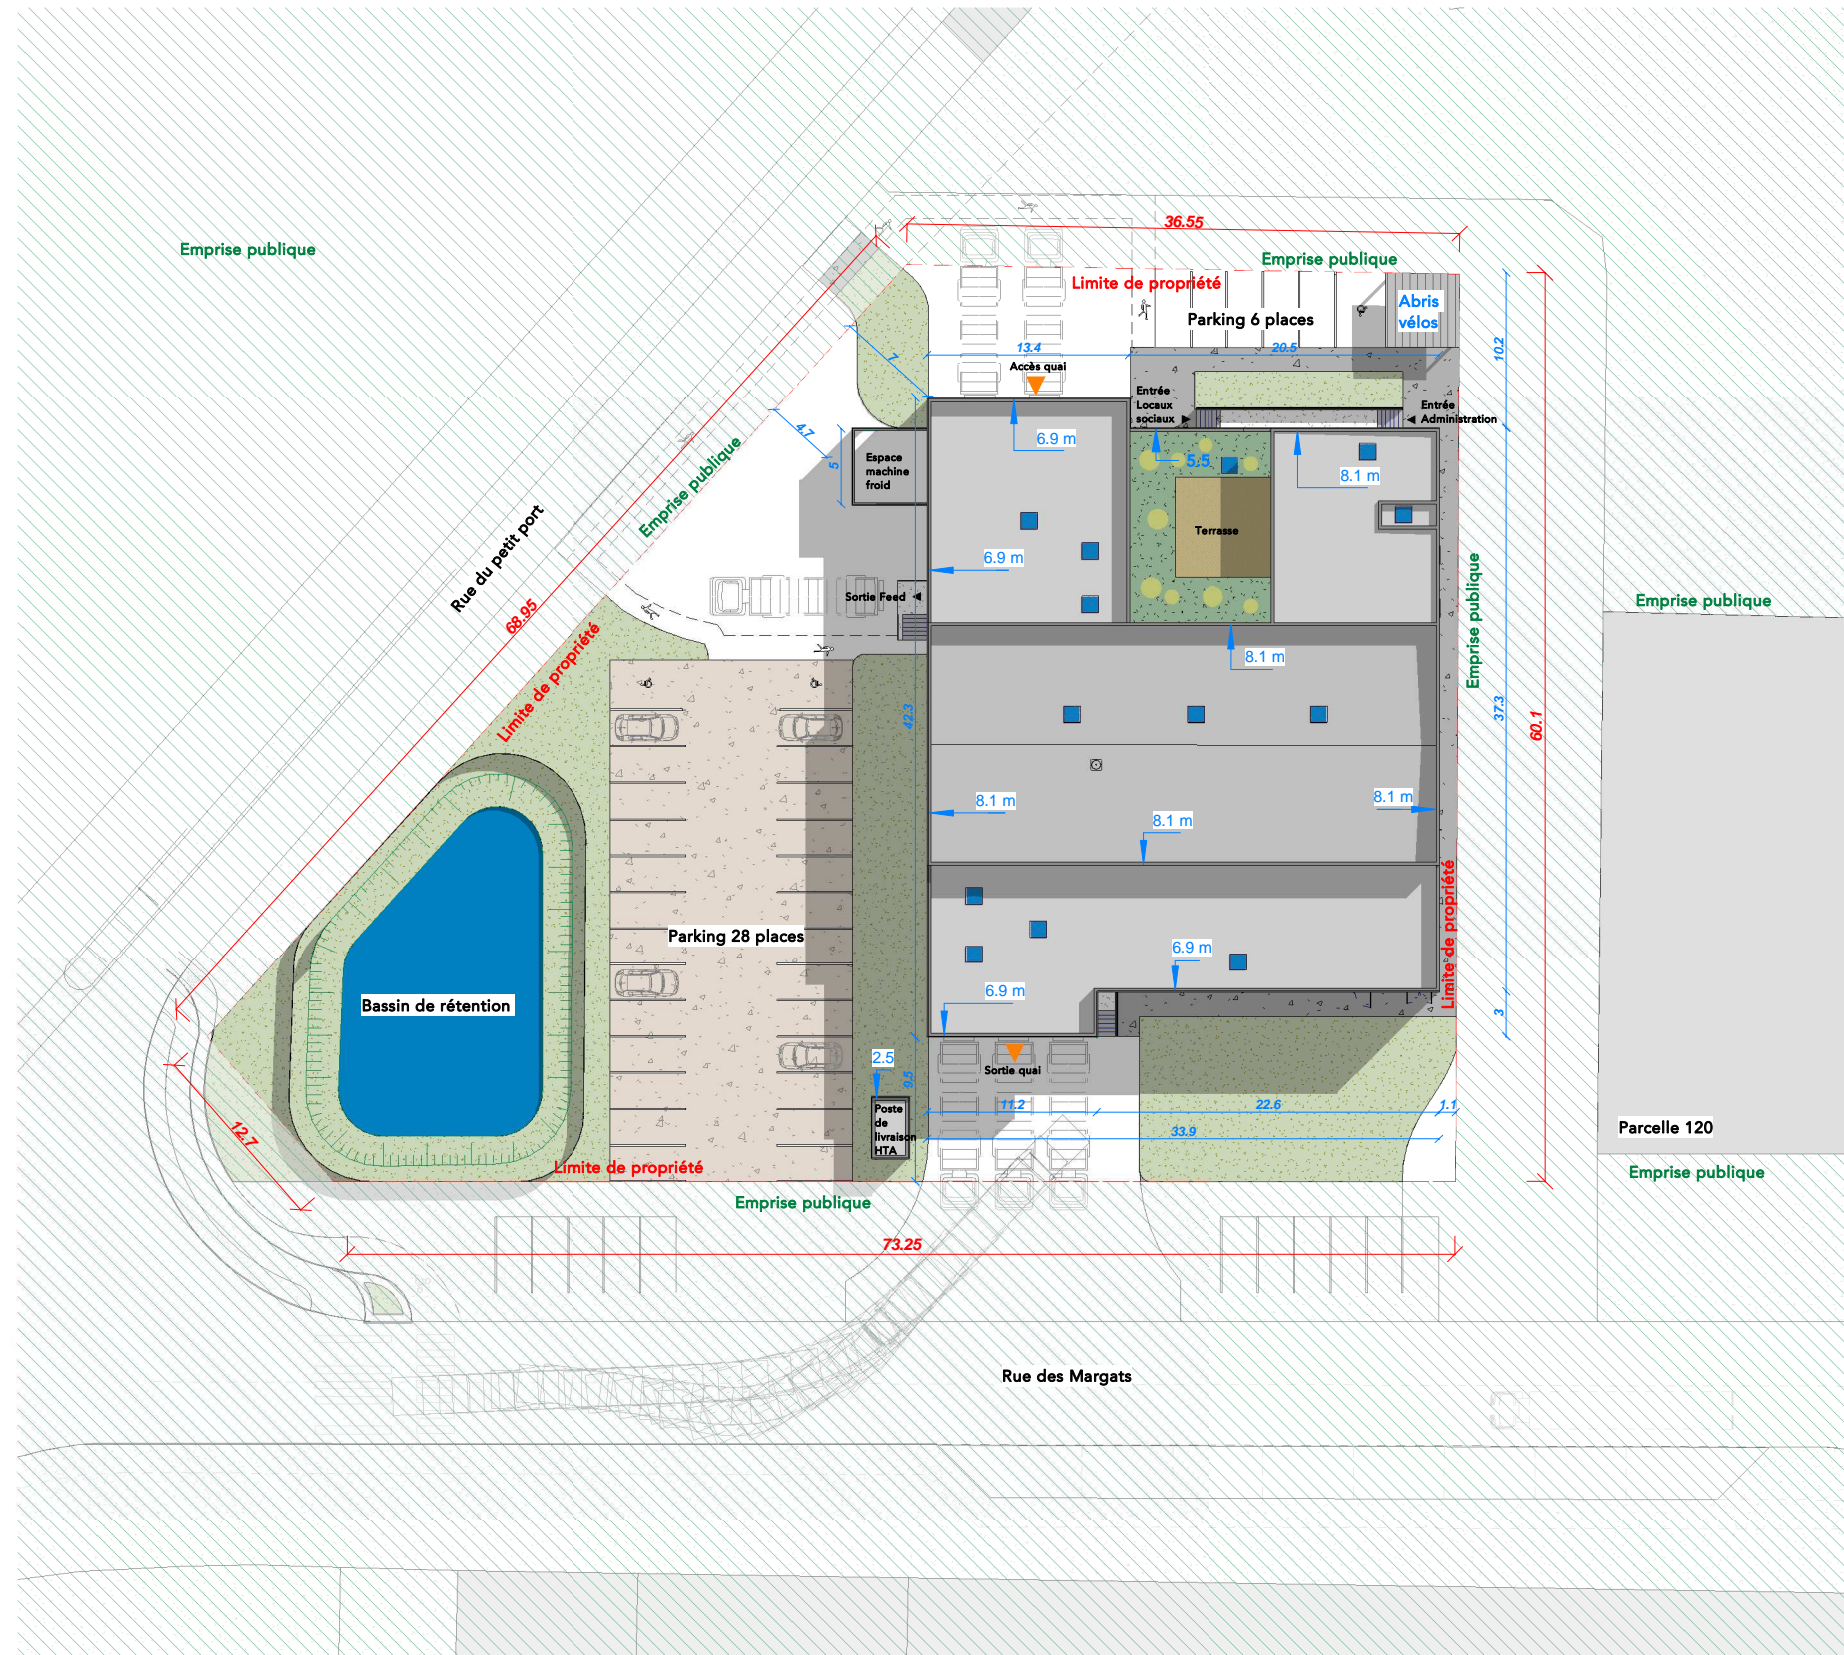 36.55
Emprise publique
Emprise publique
Limite de propriété
Abris
vélos
Parking 6 places
10.2
13.4
20.5
7
Accès quai
Entrée
Locaux
sociaux
Entrée
Administration
4.7
6.9 m
5.5
8.1 m
5
Espace
machine
froid
Emprise publique
Terrasse
Rue du petit port
6.9 m
Sortie Feed
68.95
Emprise publique
Emprise publique
Limite de propriété
8.1 m
42.3
37.3
60.1
8.1 m
8.1 m
8.1 m
Limite de propriété
Parking 28 places
6.9 m
6.9 m
Bassin de rétention
3
2.5
Sortie quai
9.5
11.2
22.6
1.1
Poste
de
livraison
HTA
33.9
12.7
Parcelle 120
Limite de propriété
Emprise publique
Emprise publique
73.25
Rue des Margats